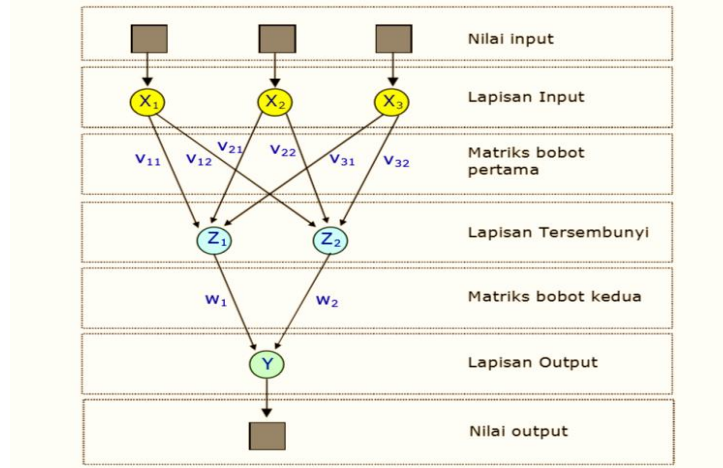 Nilai input
X₁ X₂ X₃ Lapisan Input
v₁₁ v₁₂ v₂₁ v₂₂ v₃₁ v₃₂ Matriks bobot
pertama
Z₁ Z₂ Lapisan Tersembunyi
w₁ w₂ Matriks bobot kedua
Y Lapisan Output
Nilai output